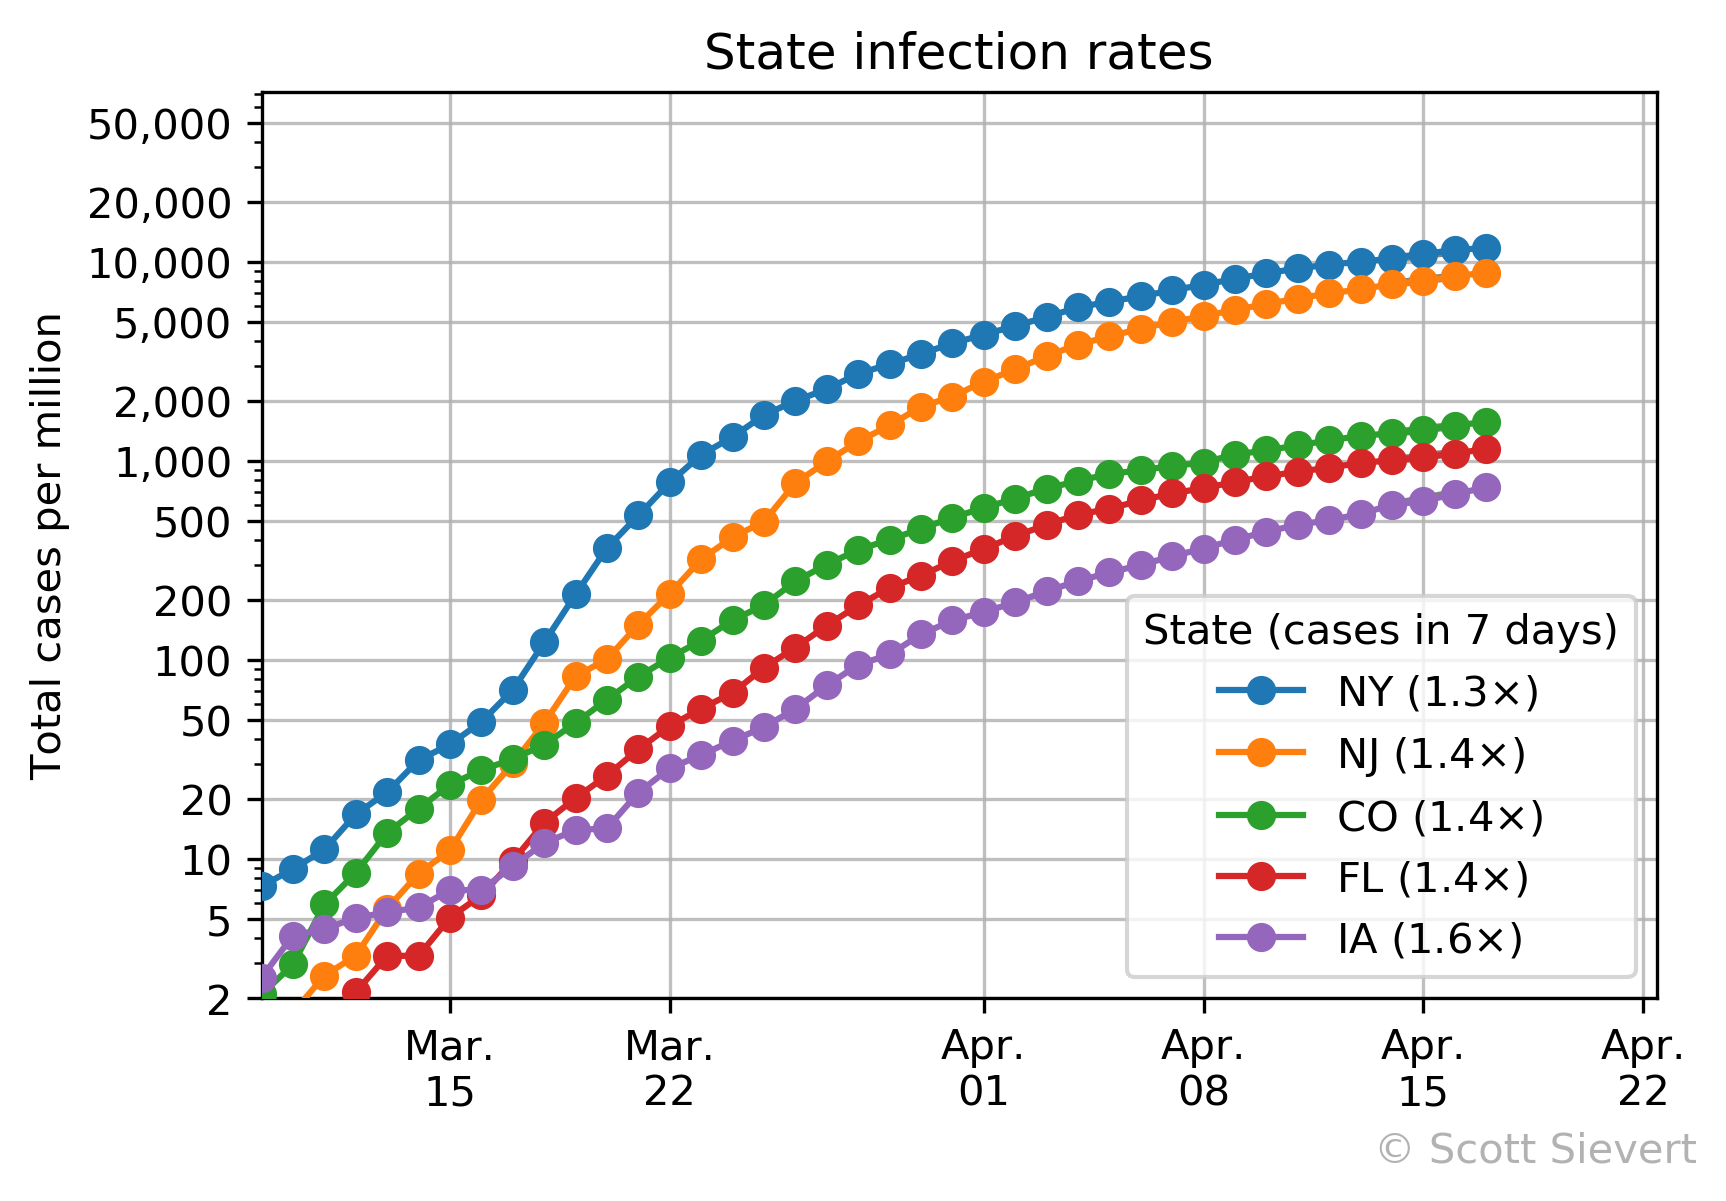 State infection rates
50,000
20,000
10,000
5,000
2,000
1,000
500
200
100
50
20
10
5
2
Total cases per million
State (cases in 7 days)
NY (1.3×)
NJ (1.4×)
CO (1.4×)
FL (1.4×)
IA (1.6×)
Mar. Mar. Apr. Apr. Apr. Apr.
15 22 01 08 15 22
© Scott Sievert